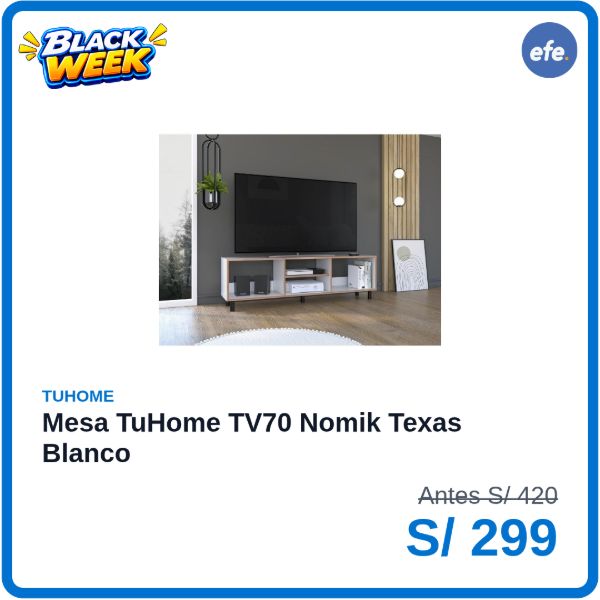 BLACK
WEEK
efe.
TUHOME
Mesa TuHome TV70 Nomik Texas
Blanco
Antes S/ 420
S/ 299